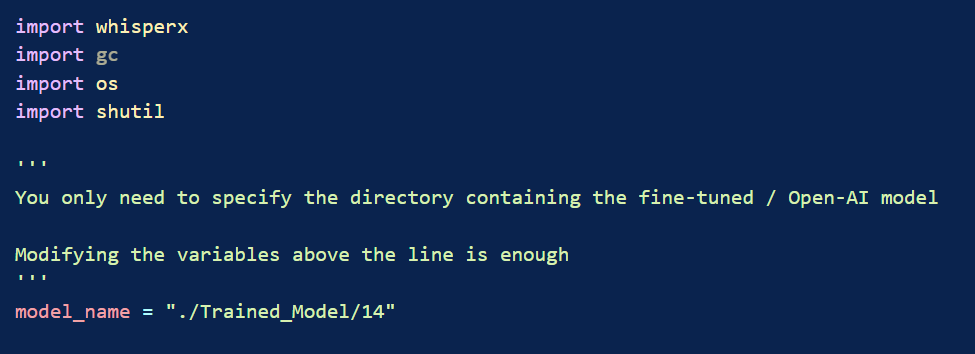 import whisperx
import gc
import os
import shutil
'''
You only need to specify the directory containing the fine-tuned / Open-AI model
Modifying the variables above the line is enough
'''
model_name = "./Trained_Model/14"